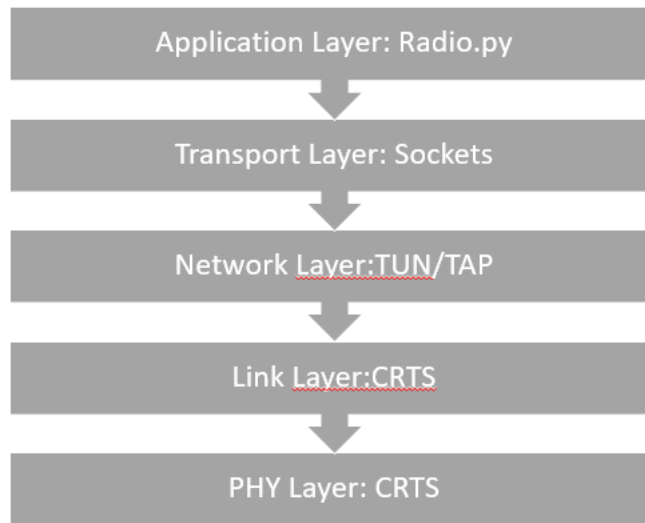 Application Layer: Radio.py
Transport Layer: Sockets
Network Layer:TUN/TAP
Link Layer:CRTS
PHY Layer: CRTS